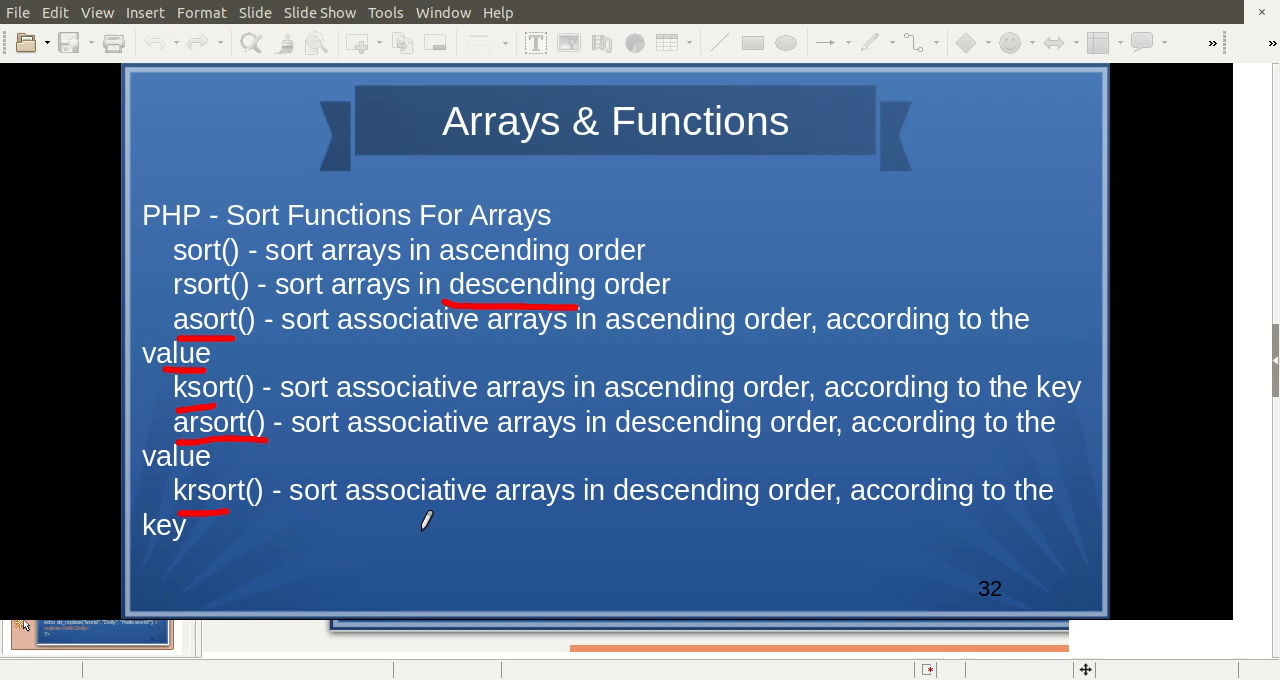 File Edit View Insert Format Slide Slide Show Tools Window Help
Arrays & Functions
PHP - Sort Functions For Arrays
sort() - sort arrays in ascending order
rsort() - sort arrays in descending order
asort() - sort associative arrays in ascending order, according to the
value
ksort() - sort associative arrays in ascending order, according to the key
arsort() - sort associative arrays in descending order, according to the
value
krsort() - sort associative arrays in descending order, according to the
key
32